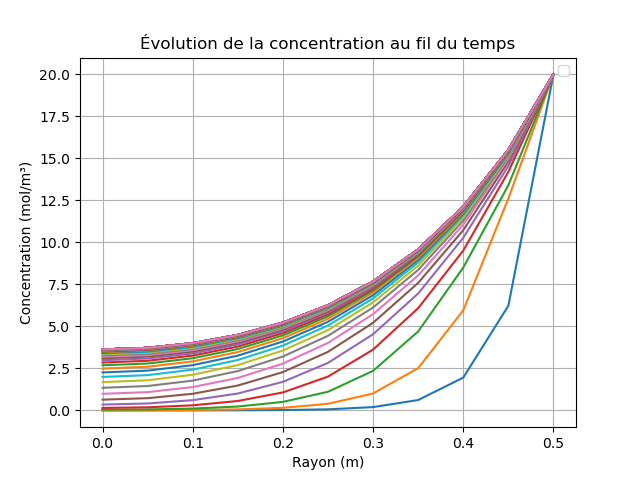 Évolution de la concentration au fil du temps
20.0
17.5
15.0
12.5
10.0
7.5
5.0
2.5
0.0
Concentration (mol/m³)
0.0 0.1 0.2 0.3 0.4 0.5
Rayon (m)